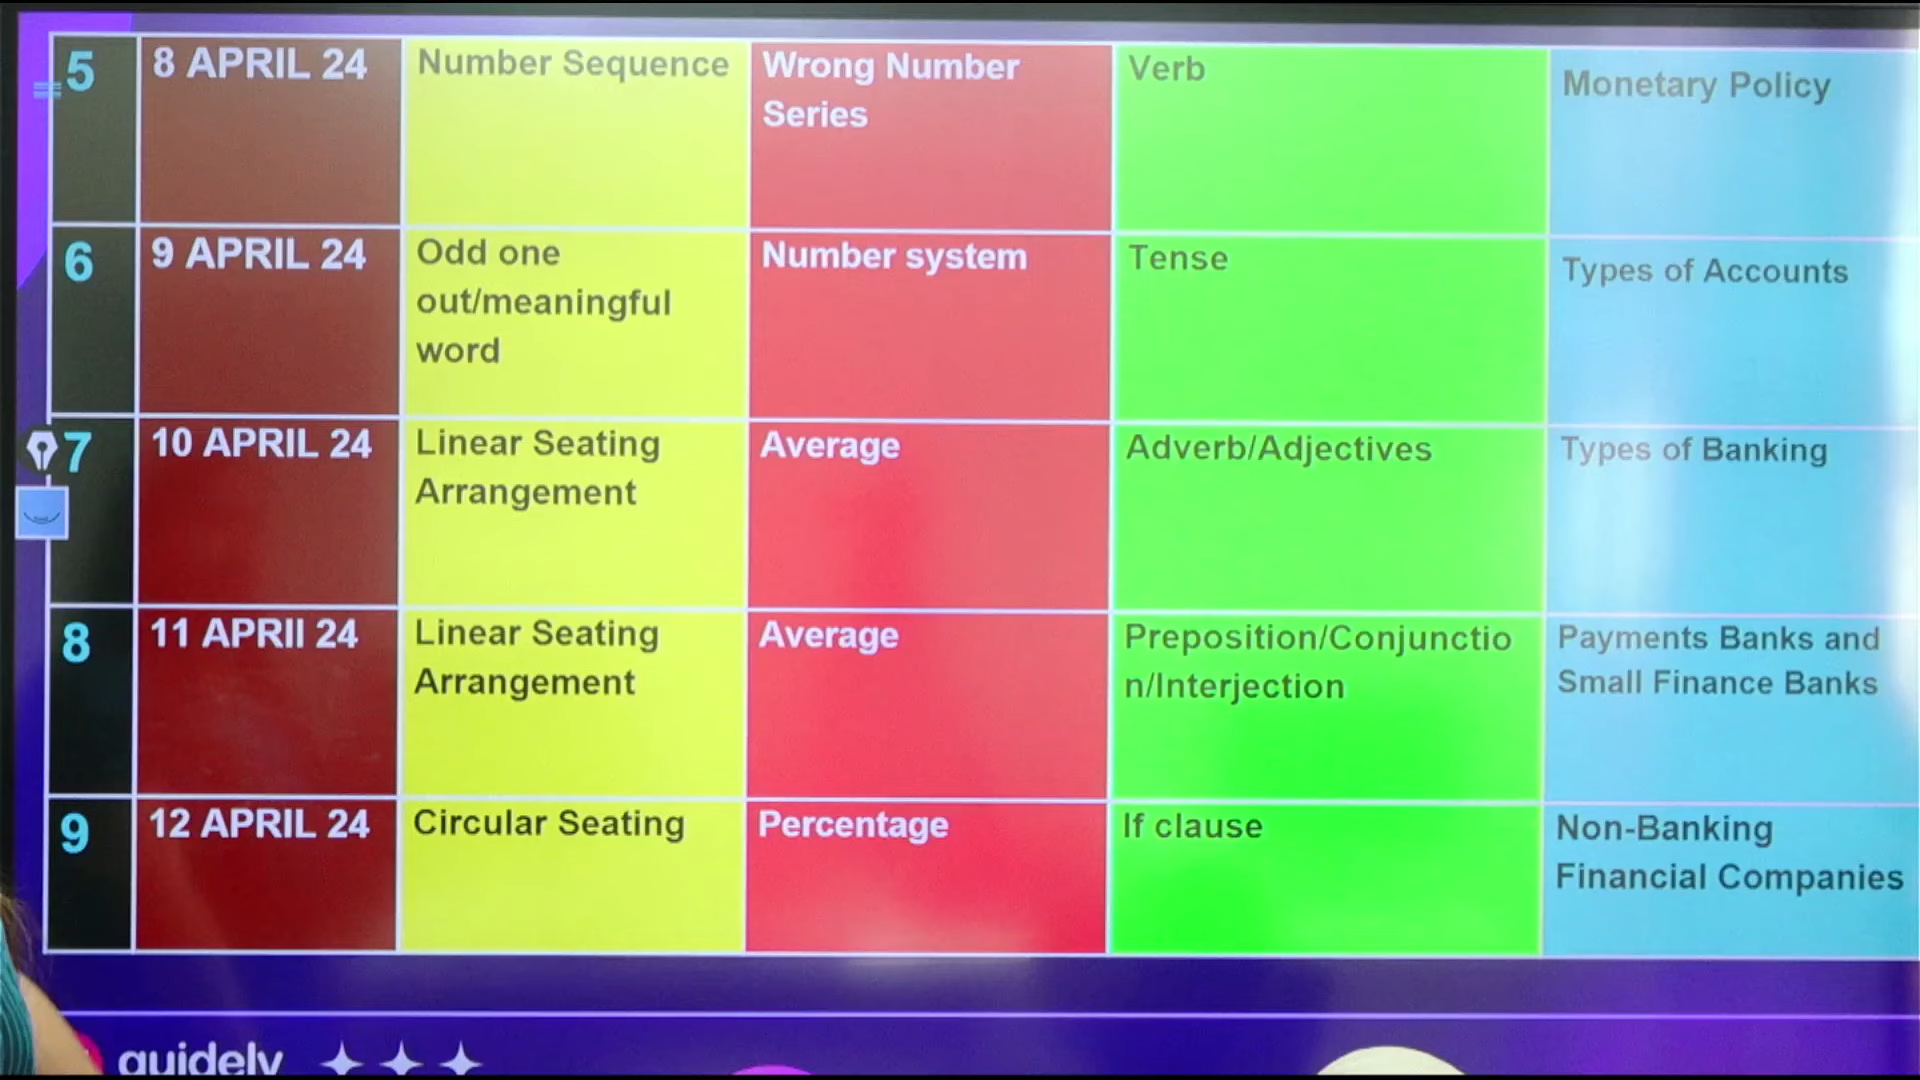 5
8 APRIL 24
Number Sequence
Wrong Number
Series
Verb
Monetary Policy
6
9 APRIL 24
Odd one
out/meaningful
word
Number system
Tense
Types of Accounts
7
10 APRIL 24
Linear Seating
Arrangement
Average
Adverb/Adjectives
Types of Banking
8
11 APRIl 24
Linear Seating
Arrangement
Average
Preposition/Conjunctio
n/Interjection
Payments Banks and
Small Finance Banks
9
12 APRIL 24
Circular Seating
Percentage
If clause
Non-Banking
Financial Companies
guidely